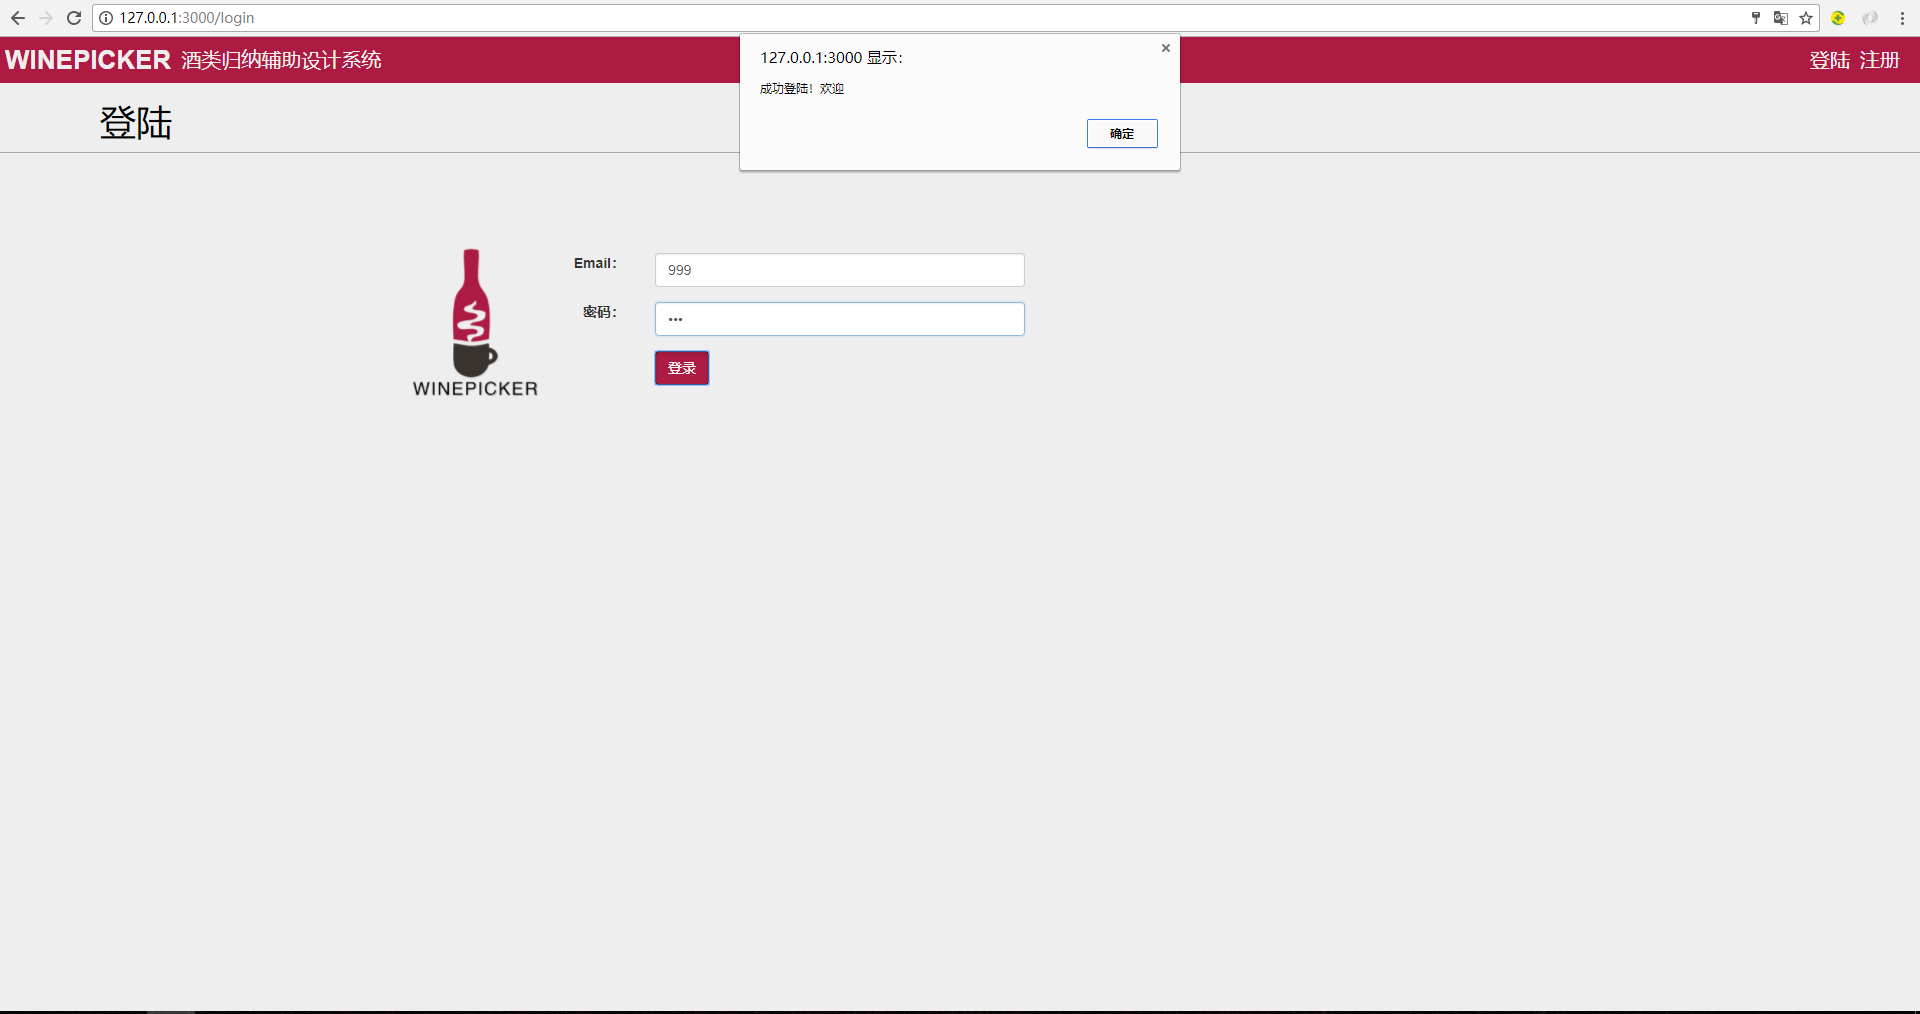 127.0.0.1:3000/login
WINEPICKER 酒类归纳辅助设计系统
登陆 注册
127.0.0.1:3000 显示:
成功登陆！欢迎
确定
登陆
Email：
999
密码：
•••
登录
WINEPICKER